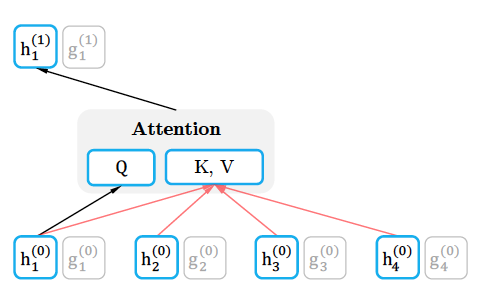 h₁⁽¹⁾ g₁⁽¹⁾
Attention
Q K, V
h₁⁽⁰⁾ g₁⁽⁰⁾ h₂⁽⁰⁾ g₂⁽⁰⁾ h₃⁽⁰⁾ g₃⁽⁰⁾ h₄⁽⁰⁾ g₄⁽⁰⁾